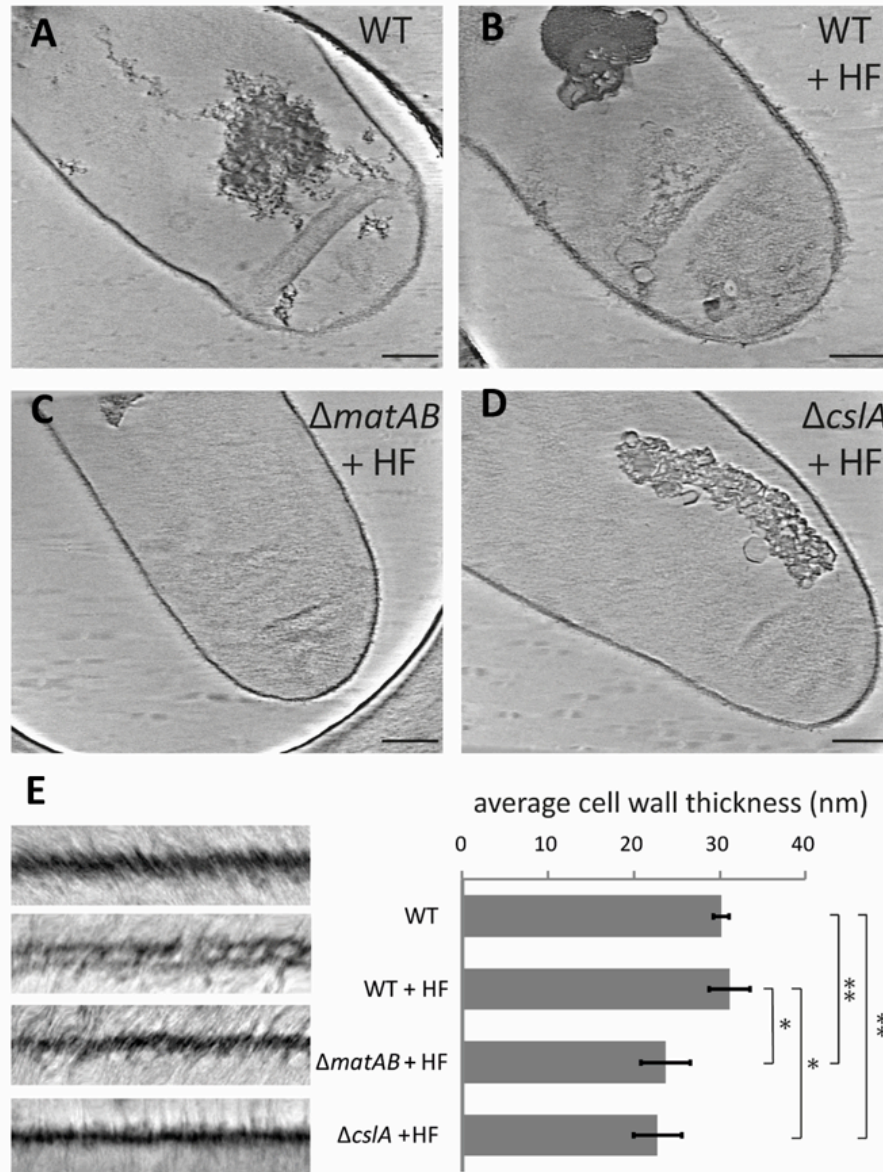 A
WT
B
WT
+ HF
C
ΔmatAB
+ HF
D
ΔcslA
+ HF
E
average cell wall thickness (nm)
0 10 20 30 40
WT
WT + HF
ΔmatAB + HF
ΔcslA +HF
*
*
**
**